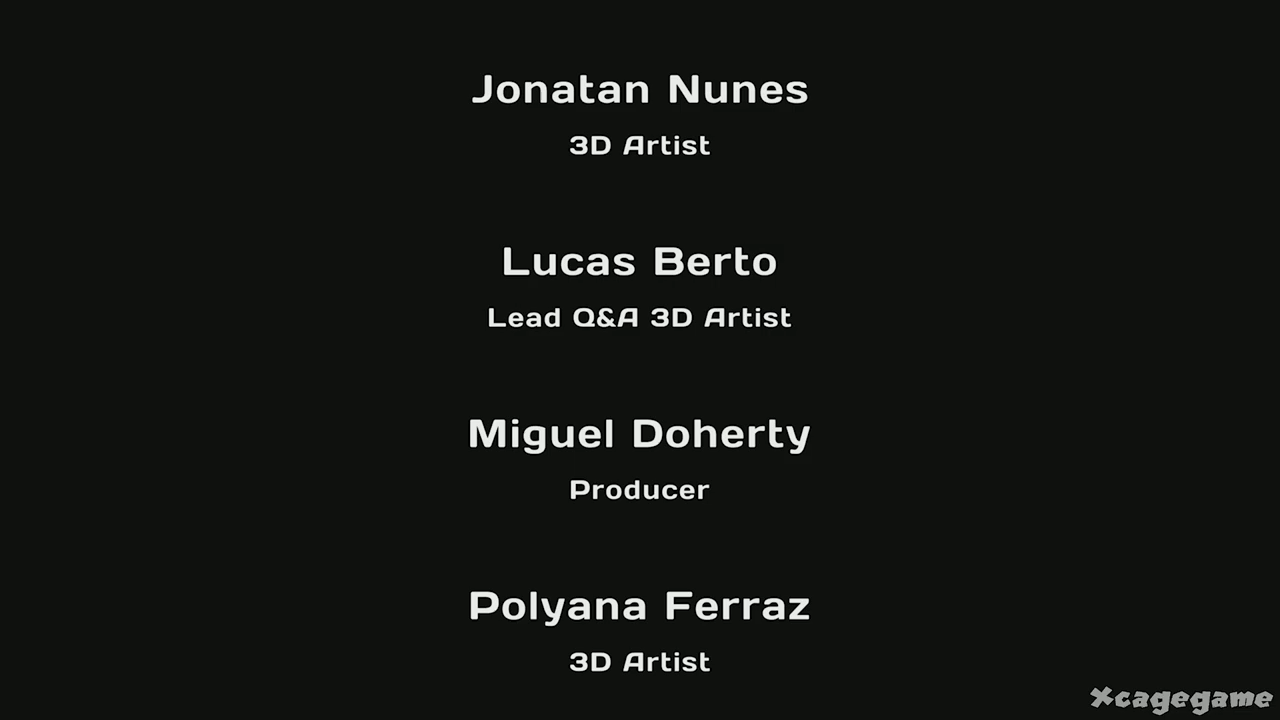 Jonatan Nunes
3D Artist
Lucas Berto
Lead Q&A 3D Artist
Miguel Doherty
Producer
Polyana Ferraz
3D Artist
Xcagegame